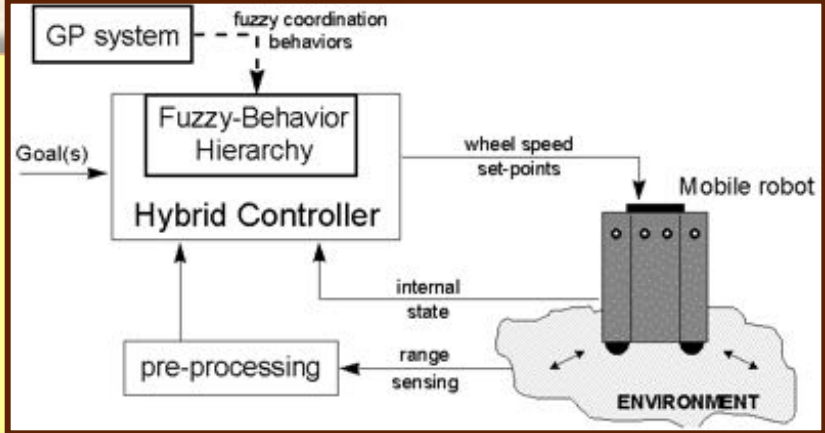 GP system
fuzzy coordination
behaviors
Fuzzy-Behavior
Hierarchy
Goal(s)
Hybrid Controller
wheel speed
set-points
Mobile robot
internal
state
pre-processing
range
sensing
ENVIRONMENT